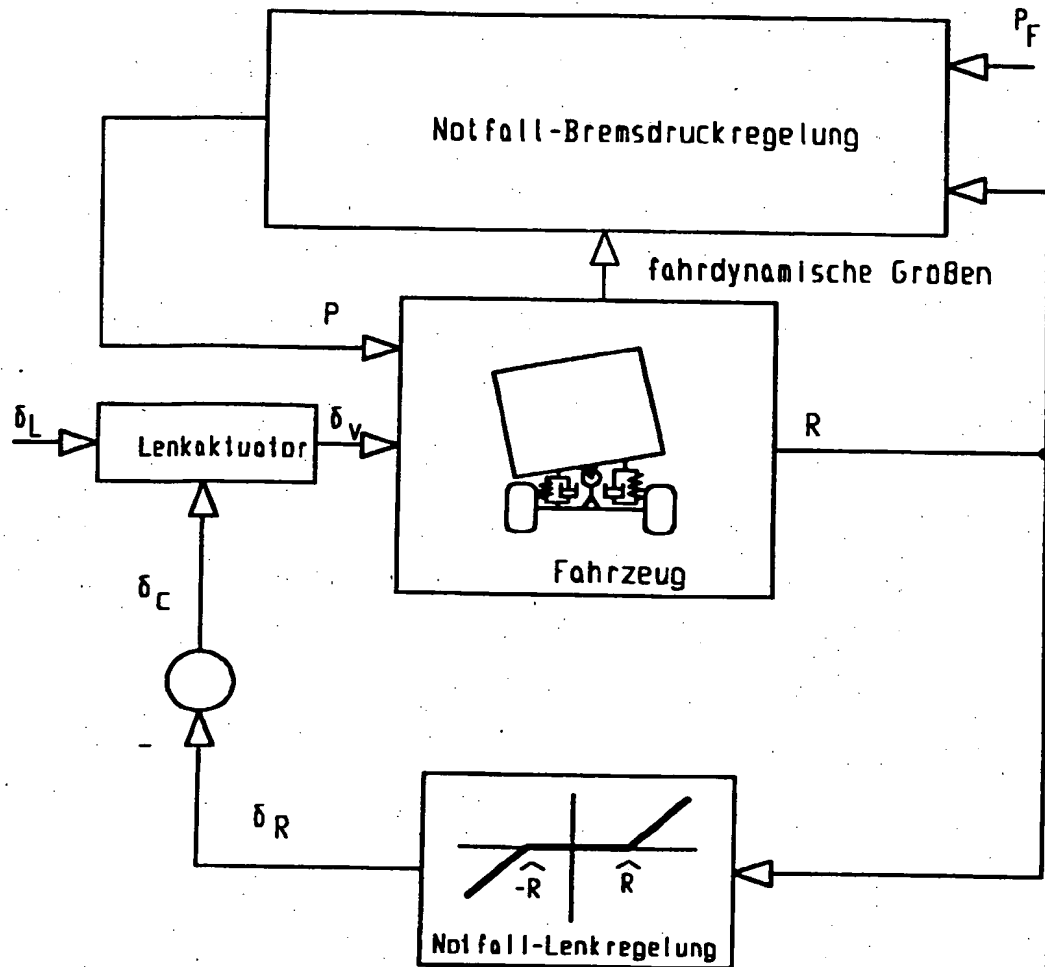 P_F
Notfall-Bremsdruckregelung
fahrdynamische Größen
P
δ_L
Lenkaktuator
δ_v
R
Fahrzeug
δ_C
-
δ_R
-R̂
R̂
Notfall-Lenkregelung